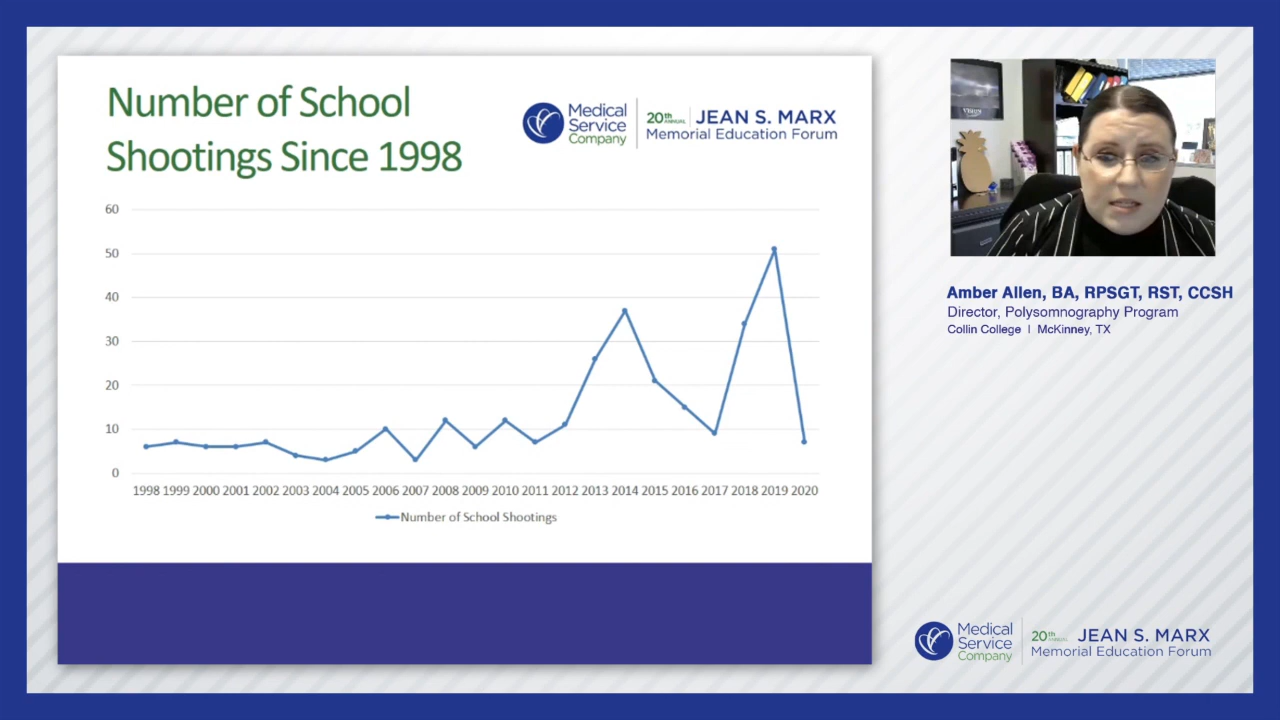 Number of School
Shootings Since 1998
Medical
Service
Company
20th ANNUAL JEAN S. MARX
Memorial Education Forum
60
50
40
30
20
10
0
1998 1999 2000 2001 2002 2003 2004 2005 2006 2007 2008 2009 2010 2011 2012 2013 2014 2015 2016 2017 2018 2019 2020
Number of School Shootings
Amber Allen, BA, RPSGT, RST, CCSH
Director, Polysomnography Program
Collin College | McKinney, TX
Medical
Service
Company
20th ANNUAL JEAN S. MARX
Memorial Education Forum